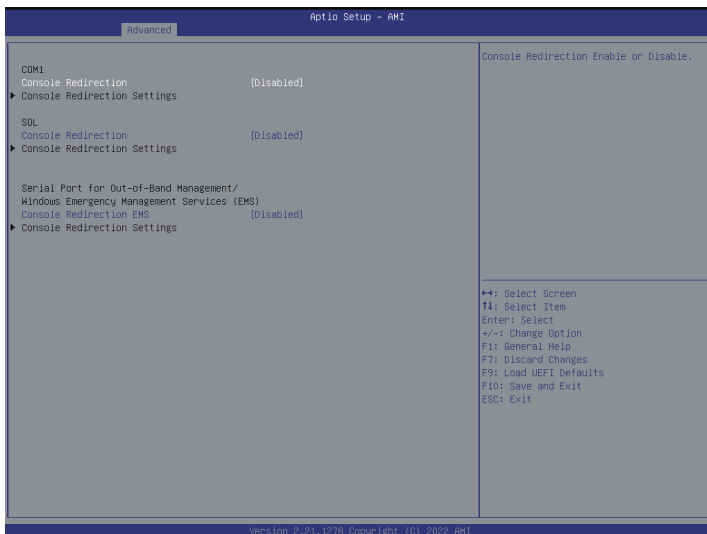 Aptio Setup – AMI
Advanced
COM1
Console Redirection [Disabled]
Console Redirection Settings
SOL
Console Redirection [Disabled]
Console Redirection Settings
Serial Port for Out-of-Band Management/
Windows Emergency Management Services (EMS)
Console Redirection EMS [Disabled]
Console Redirection Settings
Console Redirection Enable or Disable.
↔: Select Screen
↑↓: Select Item
Enter: Select
+/-: Change Option
F1: General Help
F7: Discard Changes
F9: Load UEFI Defaults
F10: Save and Exit
ESC: Exit
Version 2.21.1278 Copyright (C) 2022 AMI